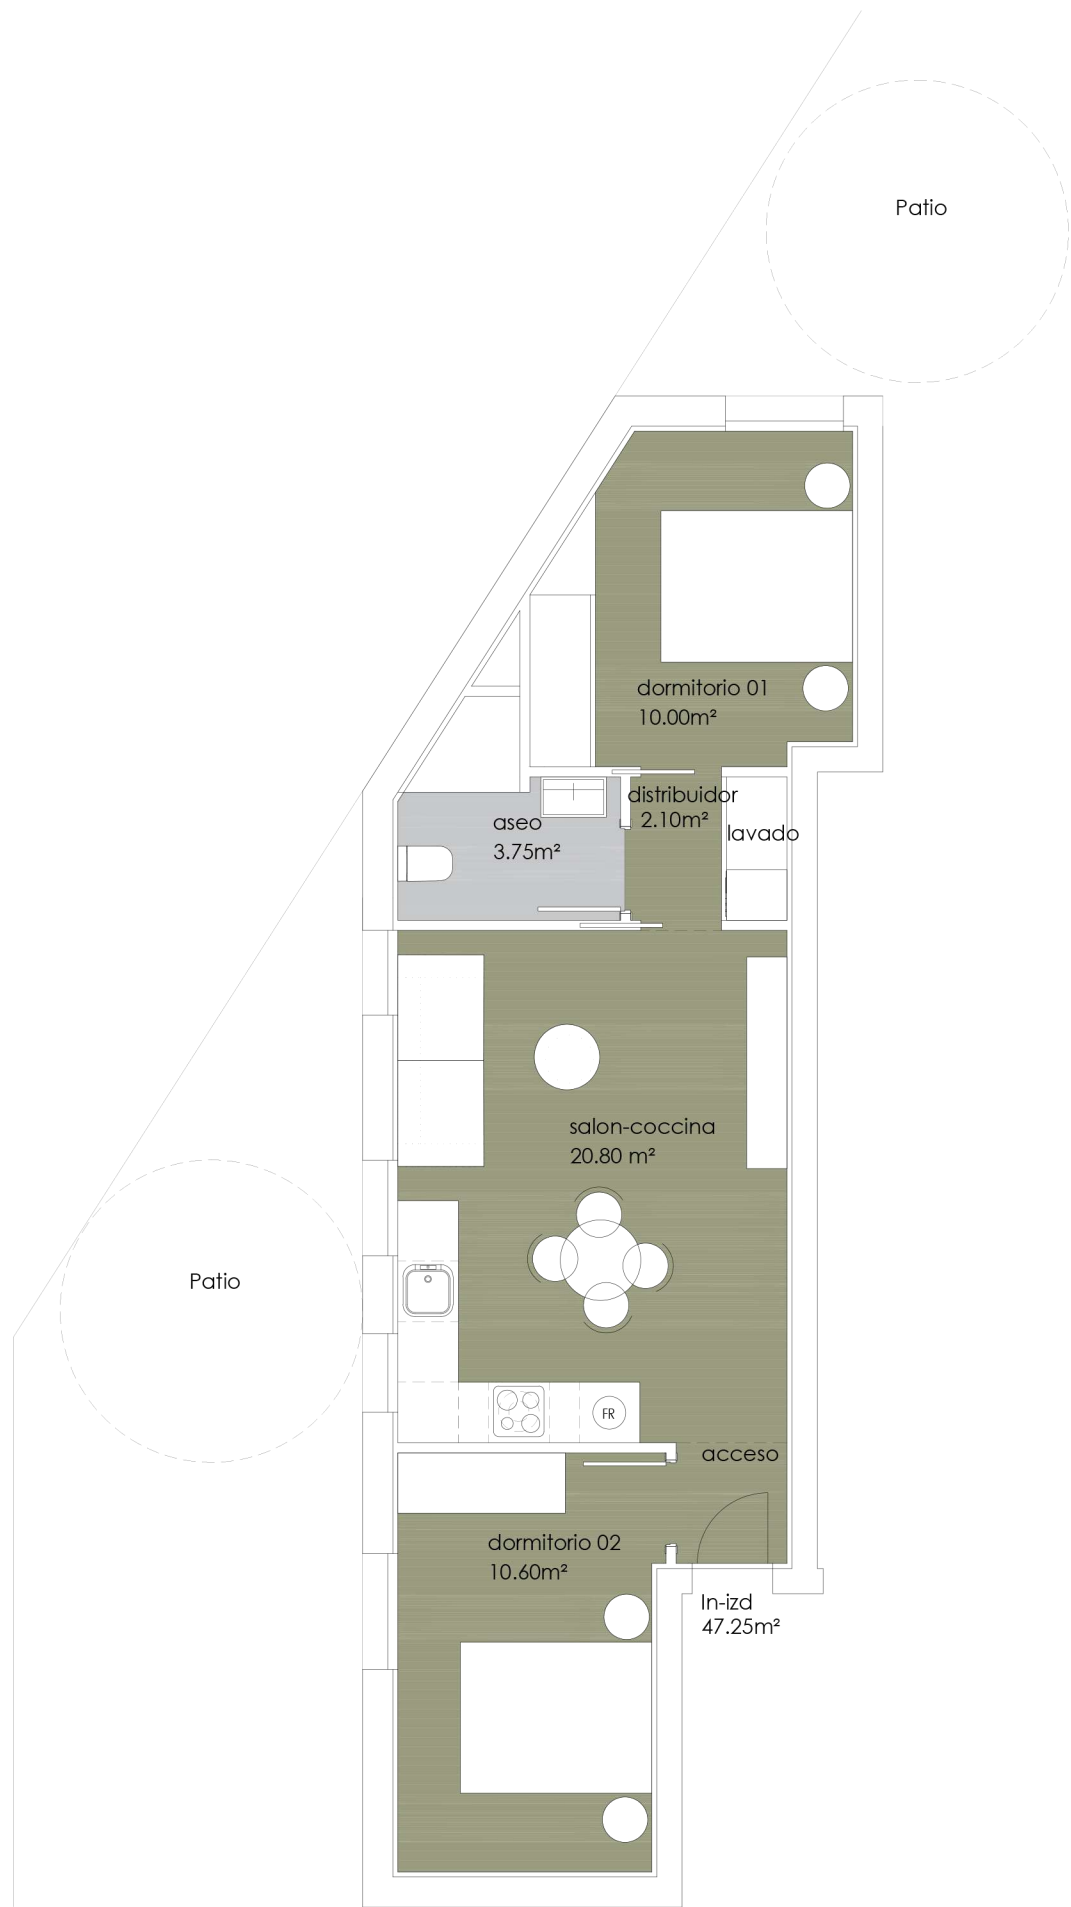 Patio
dormitorio 01
10.00m²
distribuidor
2.10m²
lavado
aseo
3.75m²
salon-coccina
20.80 m²
Patio
FR
acceso
dormitorio 02
10.60m²
In-izd
47.25m²